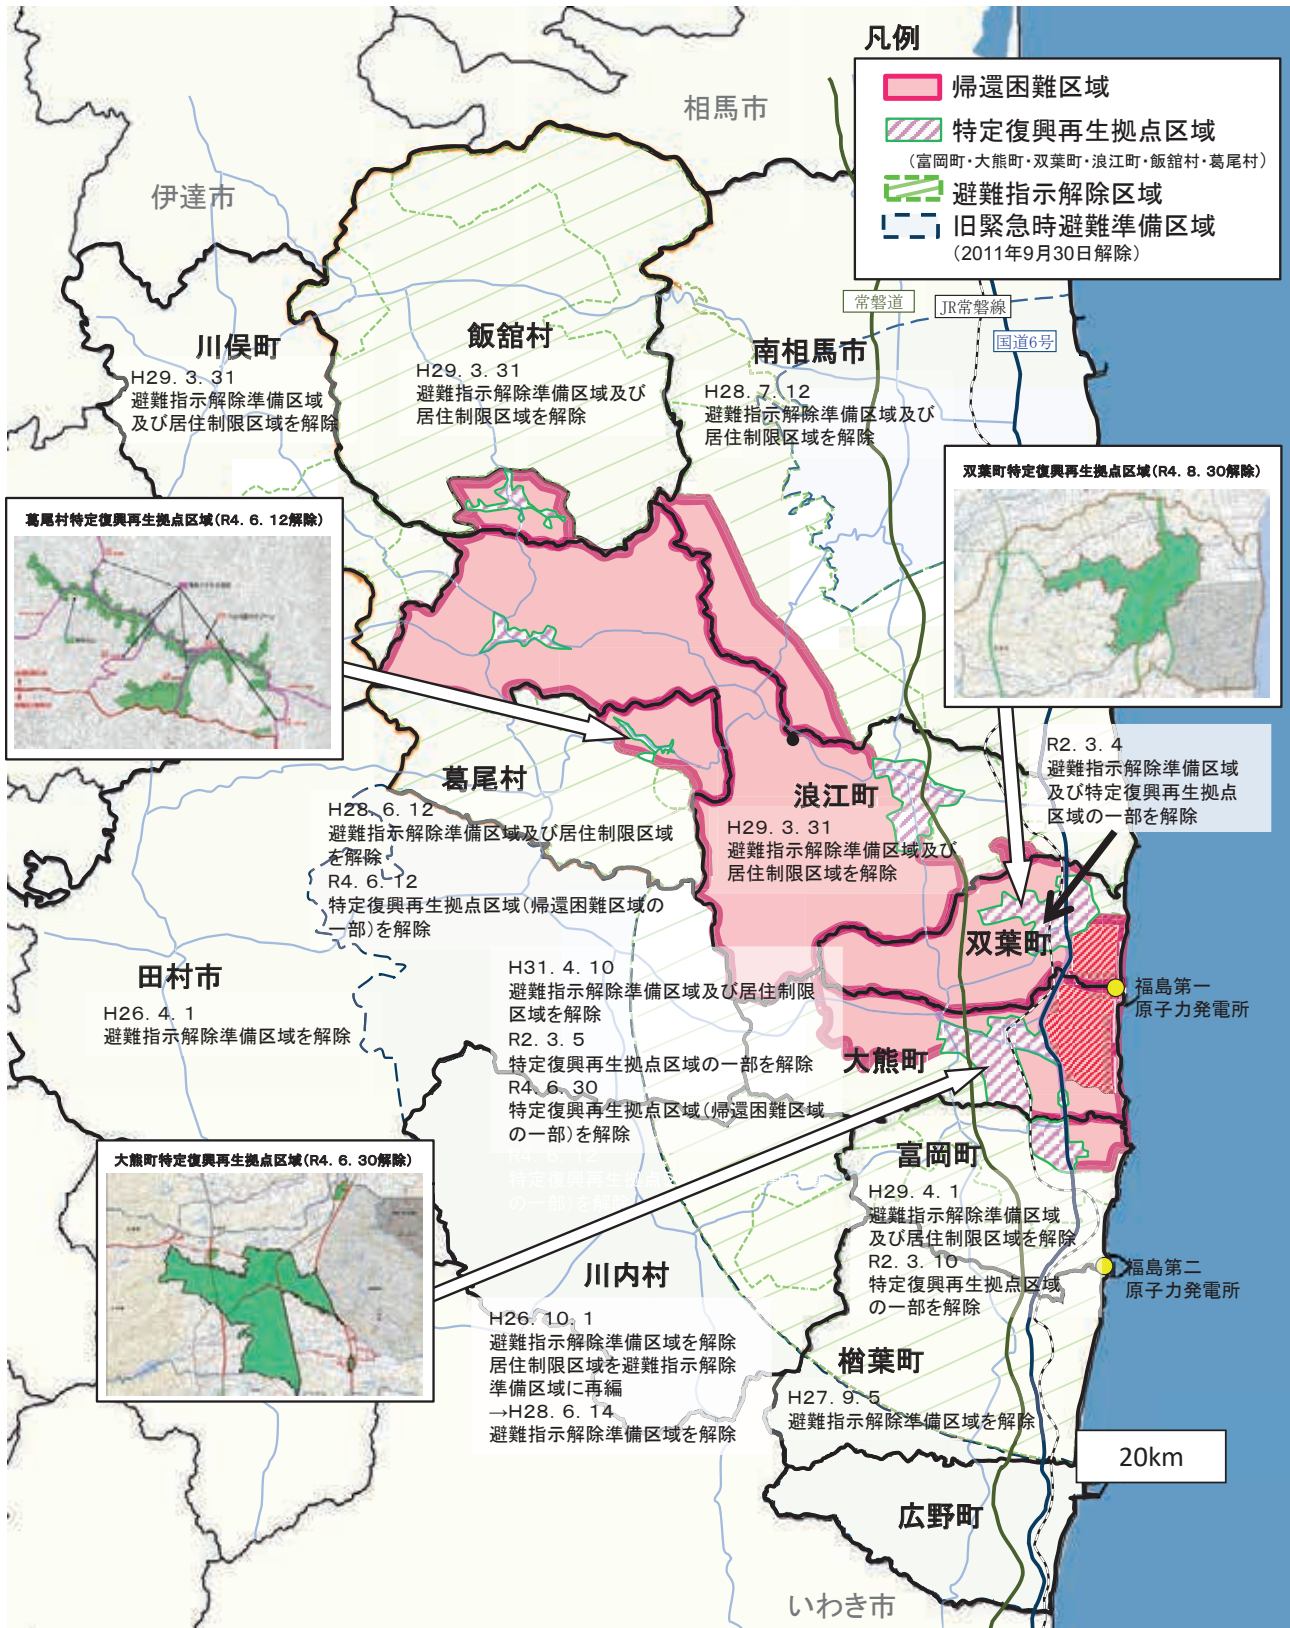 凡例
帰還困難区域
特定復興再生拠点区域
（富岡町・大熊町・双葉町・浪江町・飯舘村・葛尾村）
避難指示解除区域
旧緊急時避難準備区域
（2011年9月30日解除）
相馬市
伊達市
常磐道
JR常磐線
国道6号
川俣町
H29. 3. 31
避難指示解除準備区域
及び居住制限区域を解除
飯舘村
H29. 3. 31
避難指示解除準備区域及び
居住制限区域を解除
南相馬市
H28. 7. 12
避難指示解除準備区域及び
居住制限区域を解除
双葉町特定復興再生拠点区域（R4. 8. 30解除）
葛尾村特定復興再生拠点区域（R4. 6. 12解除）
R2. 3. 4
避難指示解除準備区域
及び特定復興再生拠点
区域の一部を解除
葛尾村
H28. 6. 12
避難指示解除準備区域及び居住制限区域
を解除
R4. 6. 12
特定復興再生拠点区域（帰還困難区域の
一部）を解除
浪江町
H29. 3. 31
避難指示解除準備区域及び
居住制限区域を解除
双葉町
田村市
H26. 4. 1
避難指示解除準備区域を解除
H31. 4. 10
避難指示解除準備区域及び居住制限
区域を解除
R2. 3. 5
特定復興再生拠点区域の一部を解除
R4. 6. 30
特定復興再生拠点区域（帰還困難区域
の一部）を解除
R4. 6. 12
特定復興再生拠点
の一部）を解除
大熊町
福島第一
原子力発電所
大熊町特定復興再生拠点区域（R4. 6. 30解除）
富岡町
H29. 4. 1
避難指示解除準備区域
及び居住制限区域を解除
R2. 3. 10
特定復興再生拠点区域
の一部を解除
福島第二
原子力発電所
川内村
H26. 10. 1
避難指示解除準備区域を解除
居住制限区域を避難指示解除
準備区域に再編
→H28. 6. 14
避難指示解除準備区域を解除
楢葉町
H27. 9. 5
避難指示解除準備区域を解除
20km
広野町
いわき市